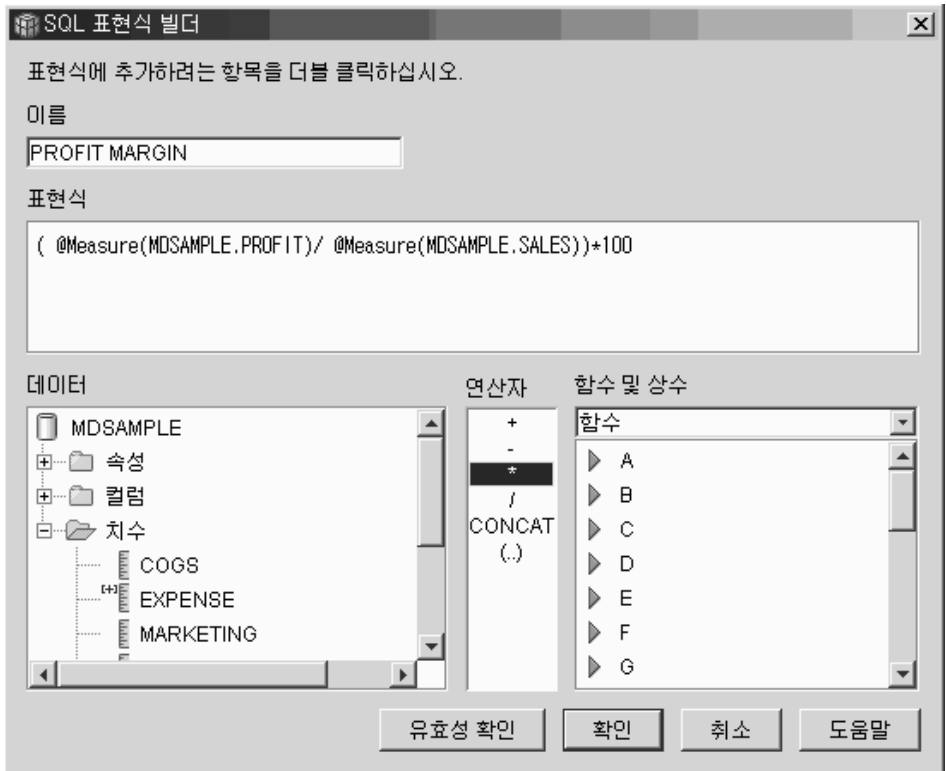 SQL 표현식 빌더
표현식에 추가하려는 항목을 더블 클릭하십시오.
이름
PROFIT MARGIN
표현식
( @Measure(MDSAMPLE.PROFIT)/ @Measure(MDSAMPLE.SALES))*100
데이터
MDSAMPLE
속성
컬럼
치수
COGS
EXPENSE
MARKETING
연산자
+
-
*
/
CONCAT
(..)
함수 및 상수
함수
A
B
C
D
E
F
G
유효성 확인
확인
취소
도움말